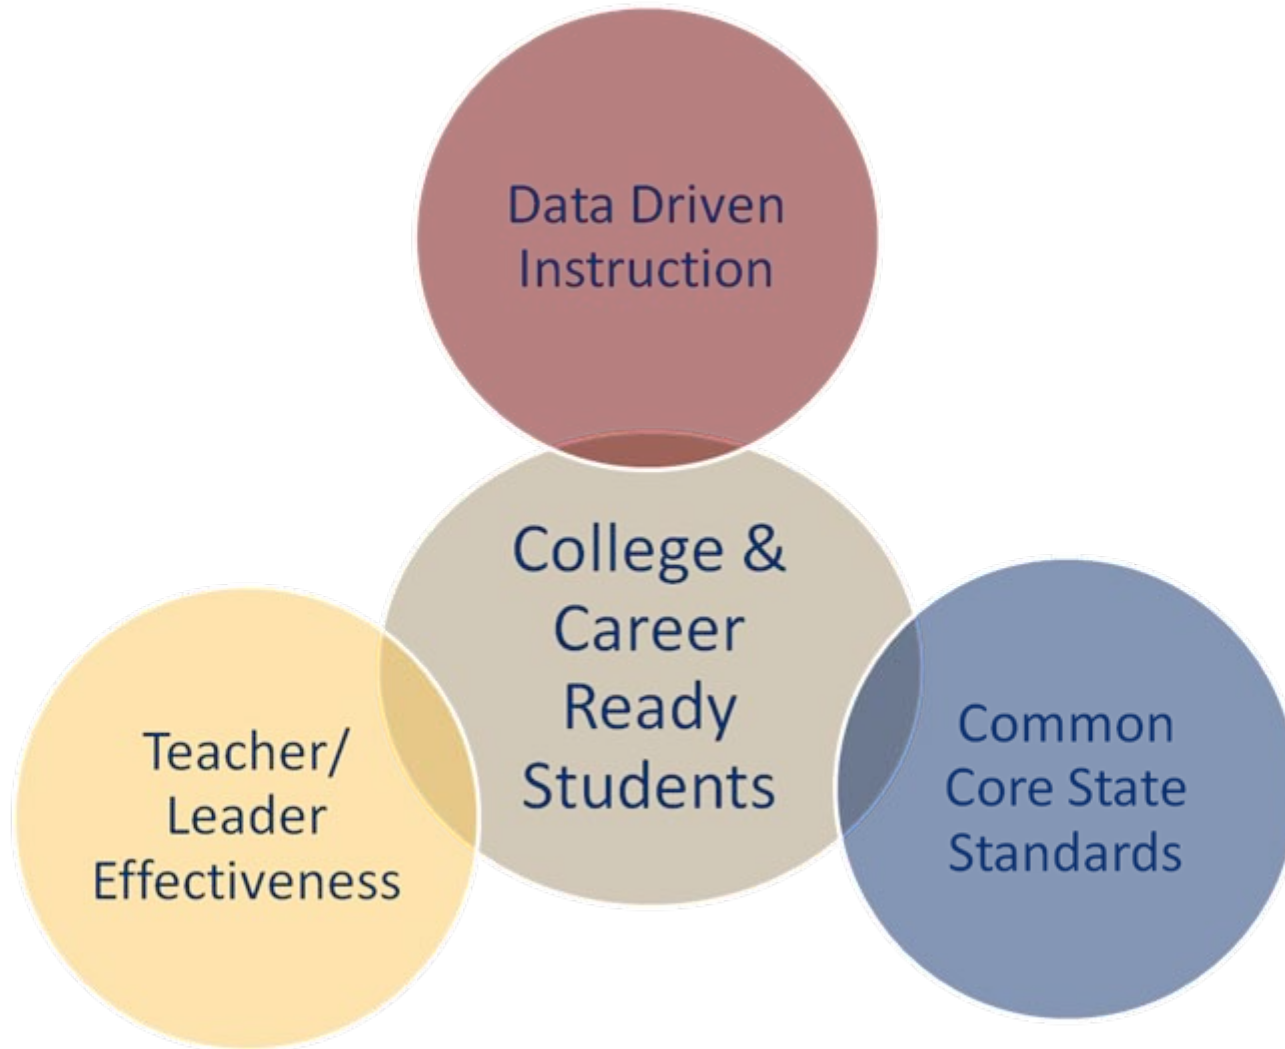 Data Driven
Instruction
College &
Career
Ready
Students
Teacher/
Leader
Effectiveness
Common
Core State
Standards